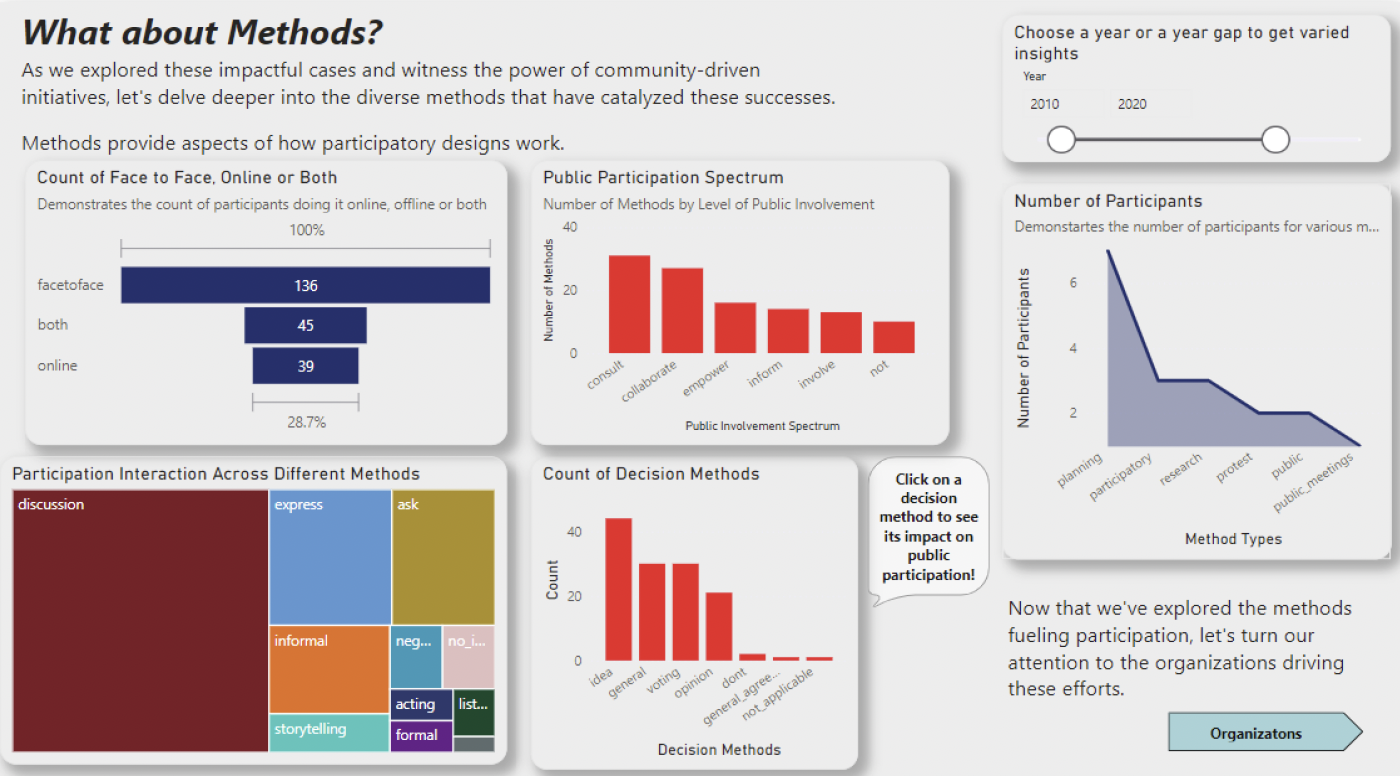 What about Methods?
As we explored these impactful cases and witness the power of community-driven
initiatives, let's delve deeper into the diverse methods that have catalyzed these successes.
Methods provide aspects of how participatory designs work.
Choose a year or a year gap to get varied
insights
Year
2010 2020
Count of Face to Face, Online or Both
Demonstrates the count of participants doing it online, offline or both
100%
facetoface 136
both 45
online 39
28.7%
Public Participation Spectrum
Number of Methods by Level of Public Involvement
Number of Methods
40
20
0
consult collaborate empower inform involve not
Public Involvement Spectrum
Number of Participants
Demonstartes the number of participants for various m...
Number of Participants
6
4
2
planning participatory research protest public public_meetings
Method Types
Participation Interaction Across Different Methods
discussion express ask
informal neg... no_i...
acting list...
storytelling formal
Count of Decision Methods
Count
40
20
0
idea general voting opinion dont general_agree... not_applicable
Decision Methods
Click on a
decision
method to see
its impact on
public
participation!
Now that we've explored the methods
fueling participation, let's turn our
attention to the organizations driving
these efforts.
Organizatons